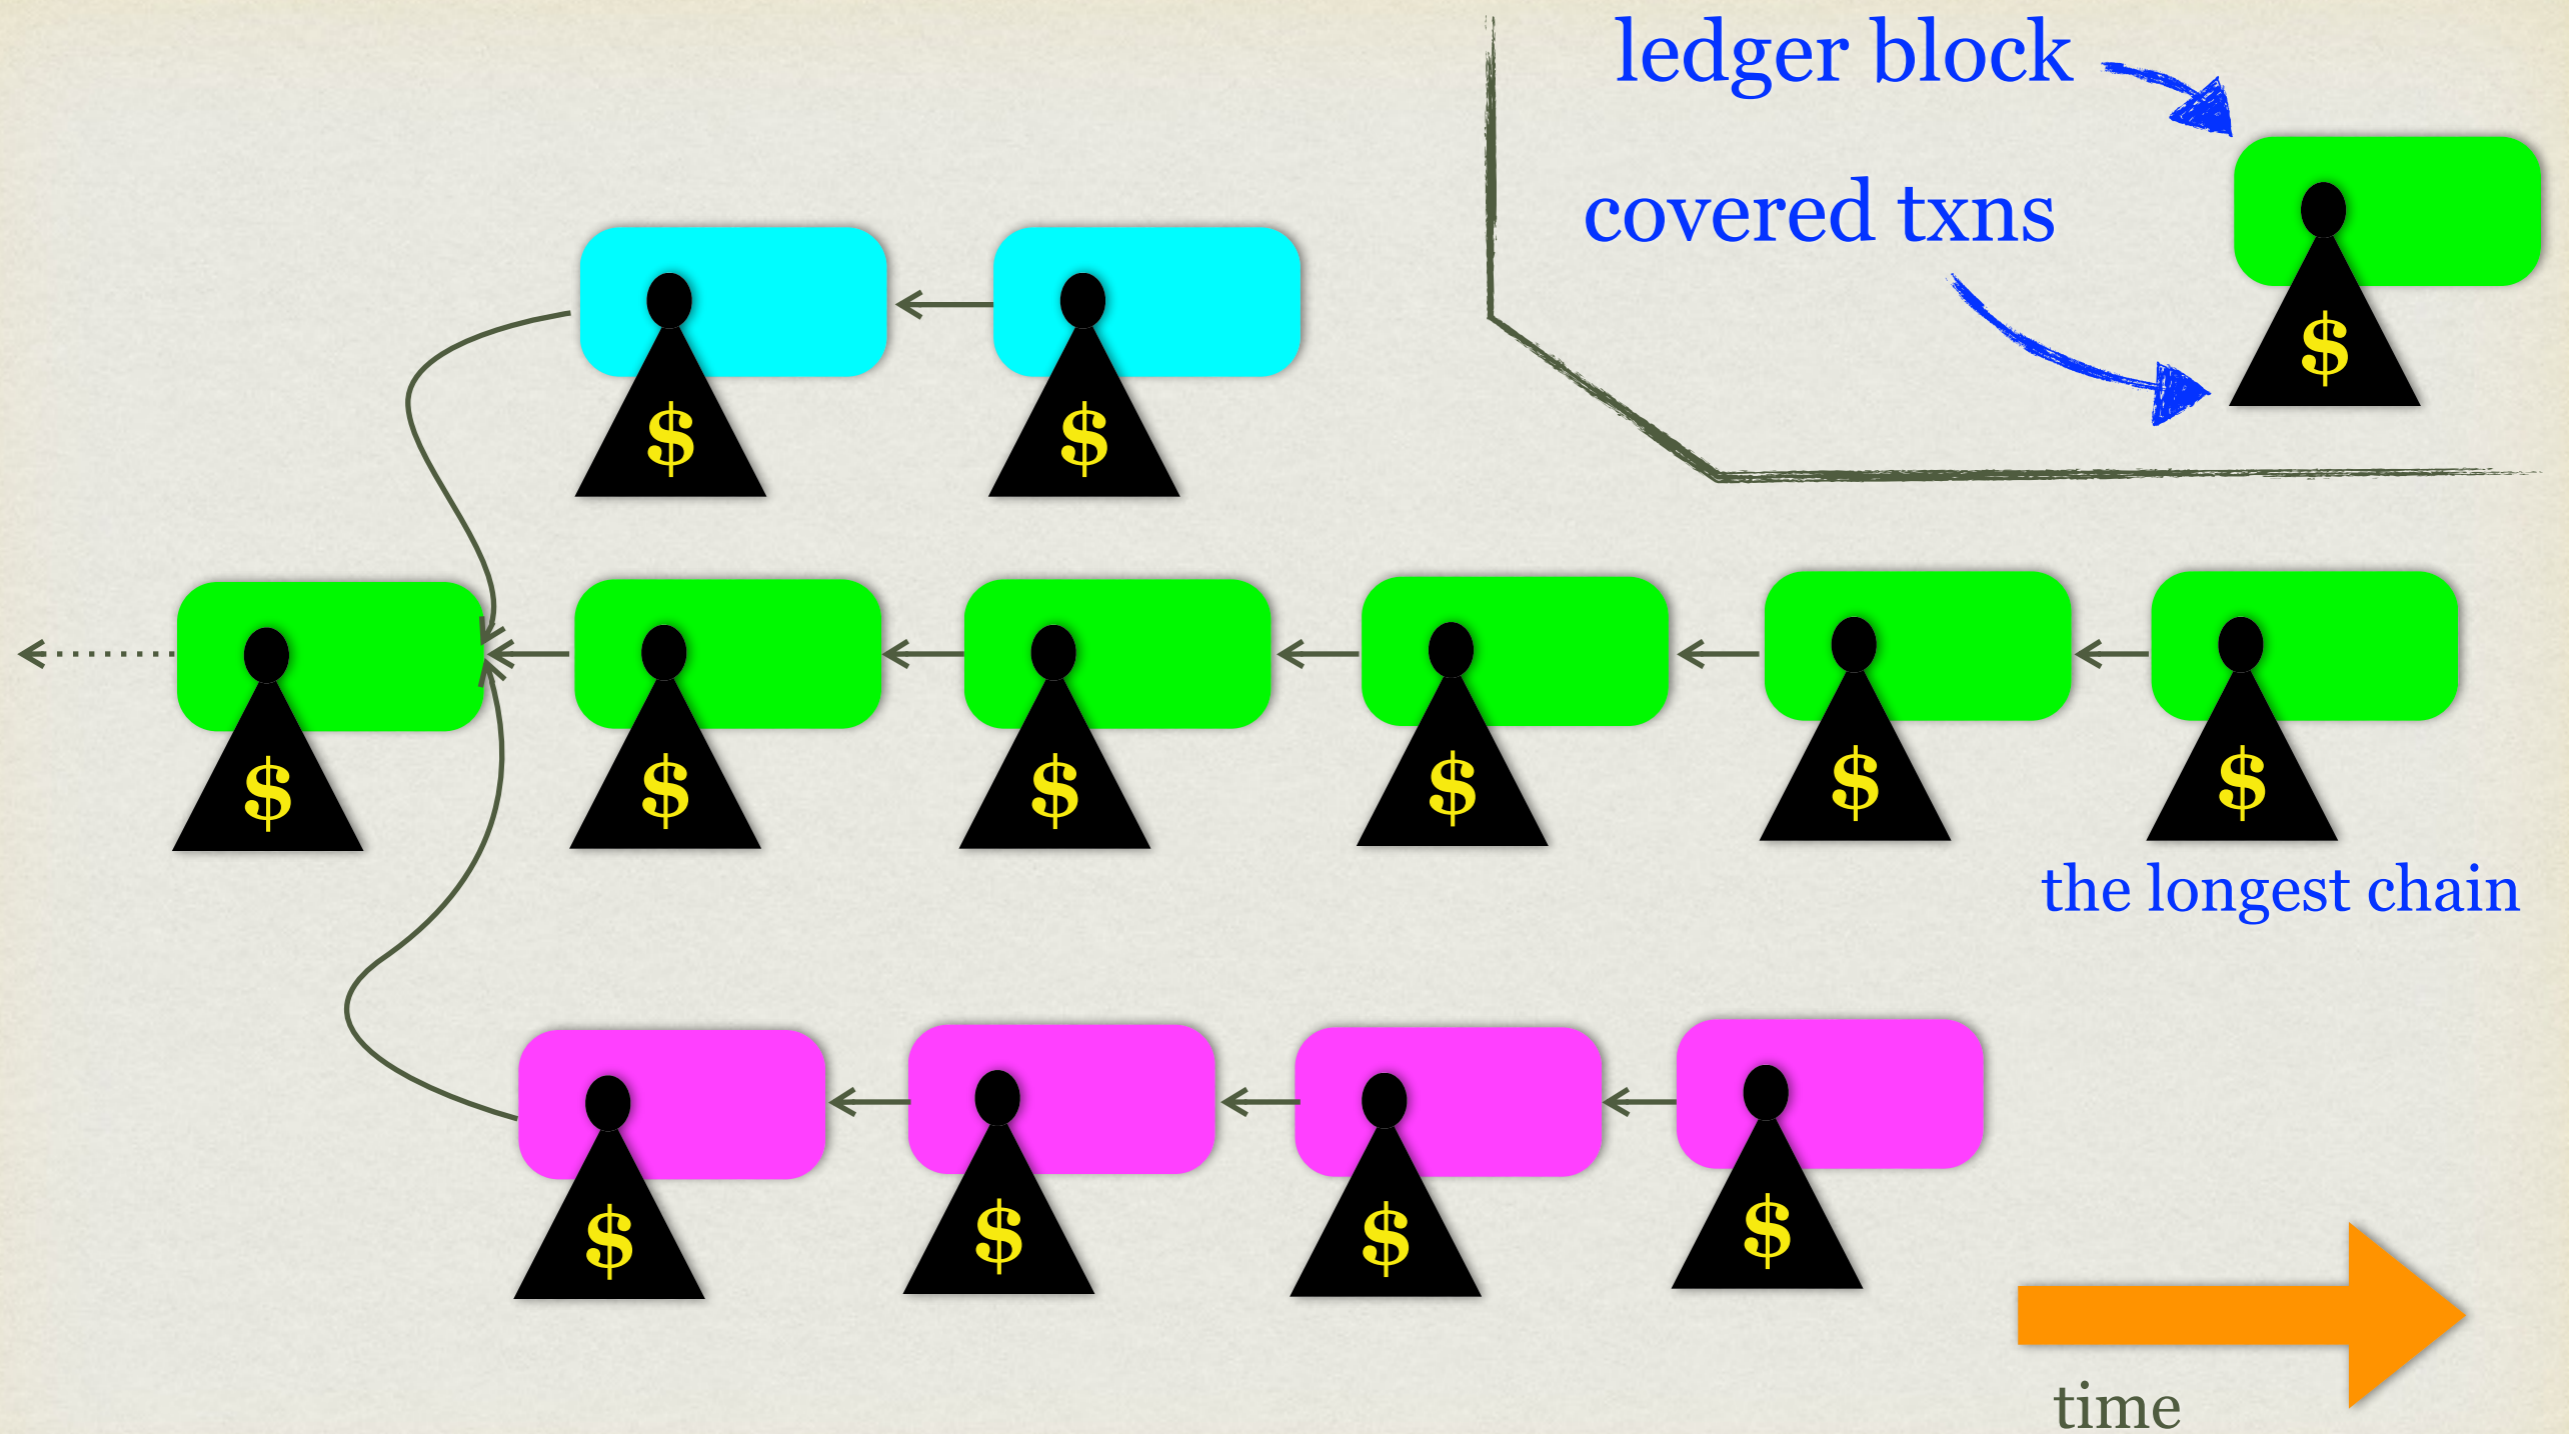 ledger block
covered txns
$
$ $
$ $ $ $ $ $
the longest chain
$ $ $ $
time